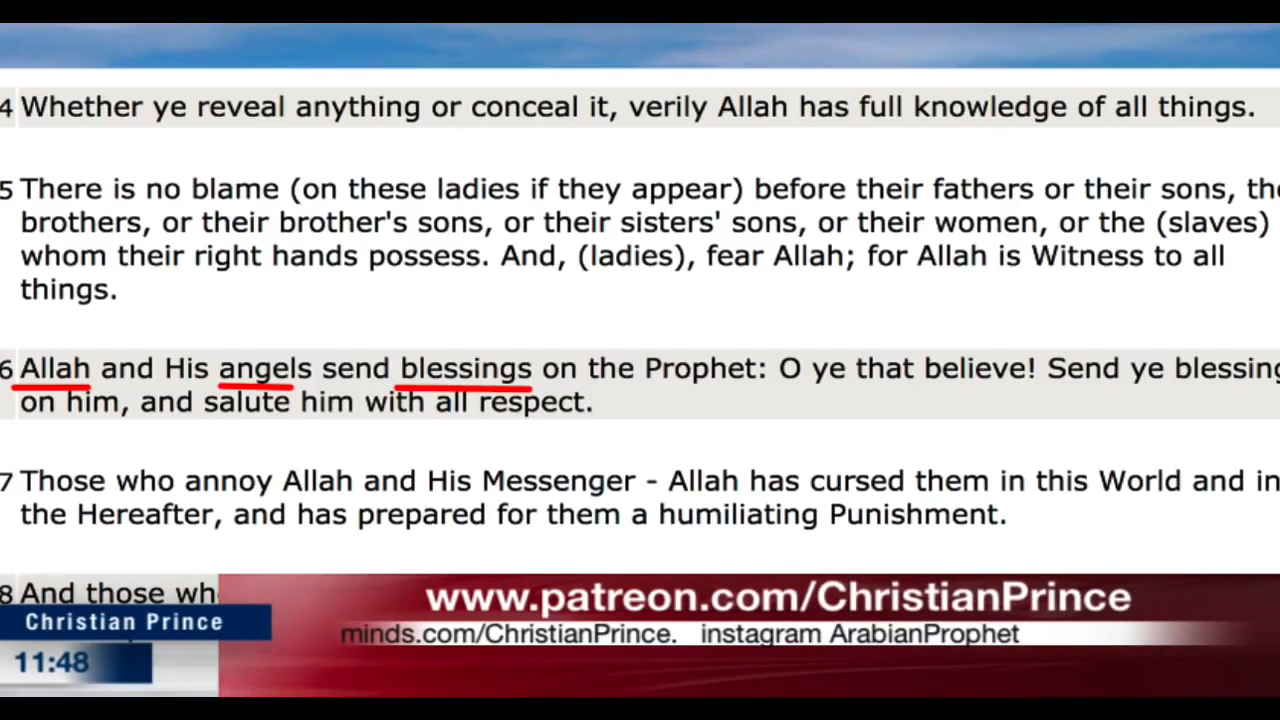 4 Whether ye reveal anything or conceal it, verily Allah has full knowledge of all things.
5 There is no blame (on these ladies if they appear) before their fathers or their sons,
brothers, or their brother's sons, or their sisters' sons, or their women, or the (slaves)
whom their right hands possess. And, (ladies), fear Allah; for Allah is Witness to all
things.
6 Allah and His angels send blessings on the Prophet: O ye that believe! Send ye
on him, and salute him with all respect.
7 Those who annoy Allah and His Messenger - Allah has cursed them in this World and in
the Hereafter, and has prepared for them a humiliating Punishment.
8 And those
www.patreon.com/ChristianPrince
Christian Prince
minds.com/ChristianPrince. instagram ArabianProphet
11:48